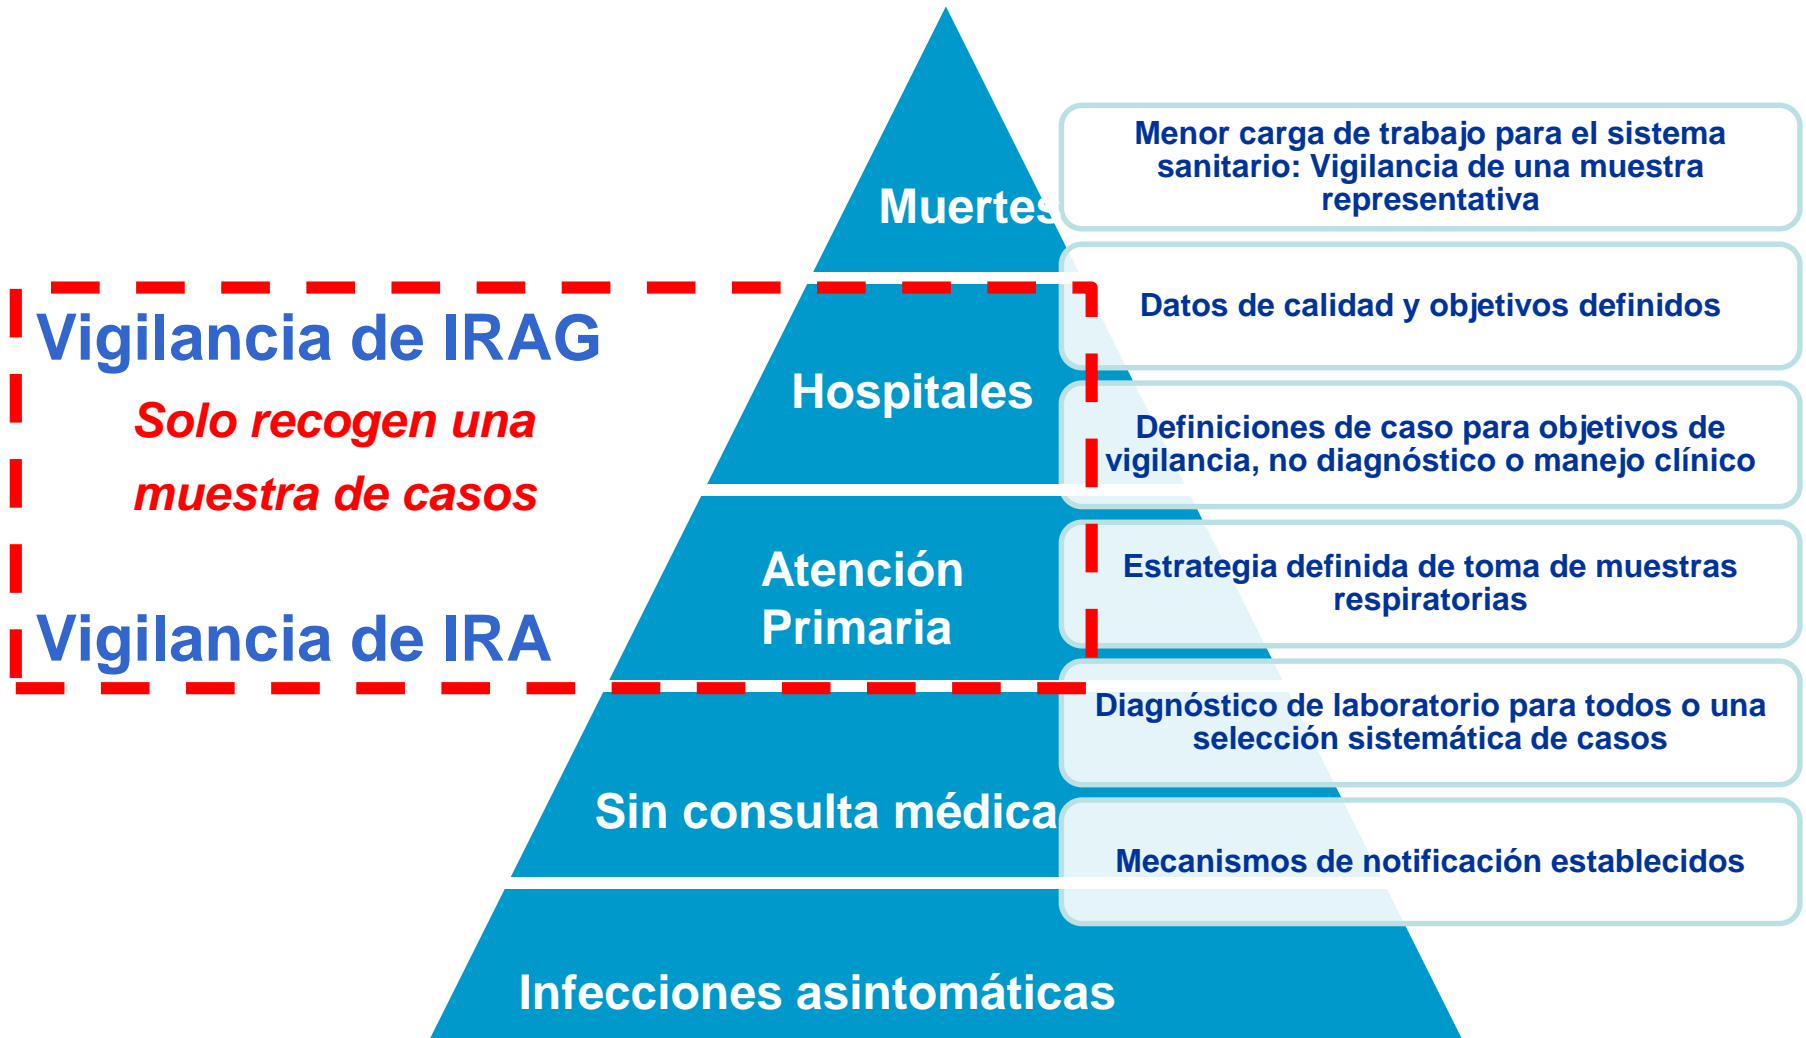 Vigilancia de IRAG
Solo recogen una
muestra de casos
Vigilancia de IRA
Muertes
Hospitales
Atención
Primaria
Sin consulta médica
Infecciones asintomáticas
Menor carga de trabajo para el sistema
sanitario: Vigilancia de una muestra
representativa
Datos de calidad y objetivos definidos
Definiciones de caso para objetivos de
vigilancia, no diagnóstico o manejo clínico
Estrategia definida de toma de muestras
respiratorias
Diagnóstico de laboratorio para todos o una
selección sistemática de casos
Mecanismos de notificación establecidos